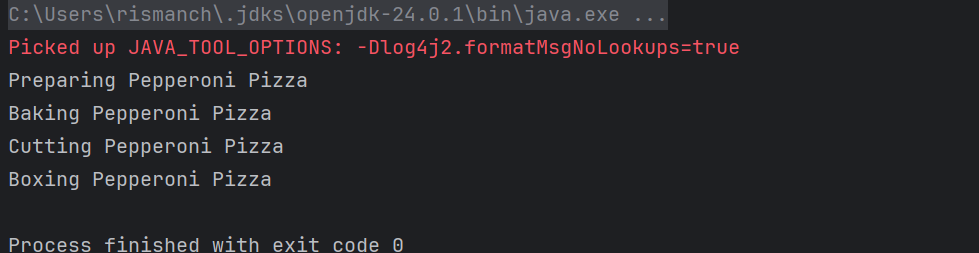 C:\Users\rismanch\.jdks\openjdk-24.0.1\bin\java.exe ...
Picked up JAVA_TOOL_OPTIONS: -Dlog4j2.formatMsgNoLookups=true
Preparing Pepperoni Pizza
Baking Pepperoni Pizza
Cutting Pepperoni Pizza
Boxing Pepperoni Pizza
Process finished with exit code 0